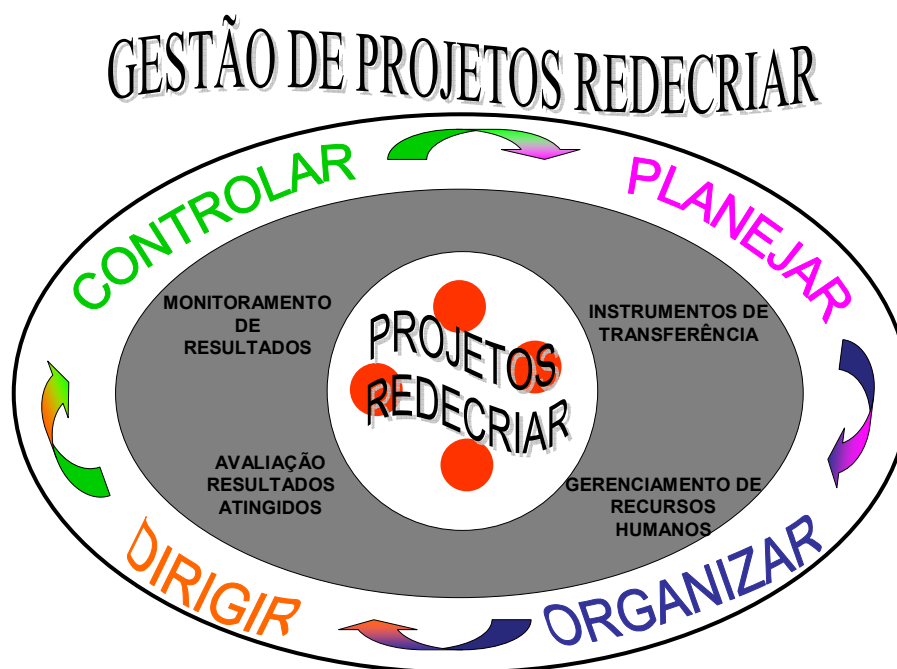 GESTÃO DE PROJETOS REDECRIAR
CONTROLAR
PLANEJAR
MONITORAMENTO
DE
RESULTADOS
INSTRUMENTOS DE
TRANSFERÊNCIA
PROJETOS
REDECRIAR
AVALIAÇÃO
RESULTADOS
ATINGIDOS
GERENCIAMENTO DE
RECURSOS
HUMANOS
DIRIGIR
ORGANIZAR